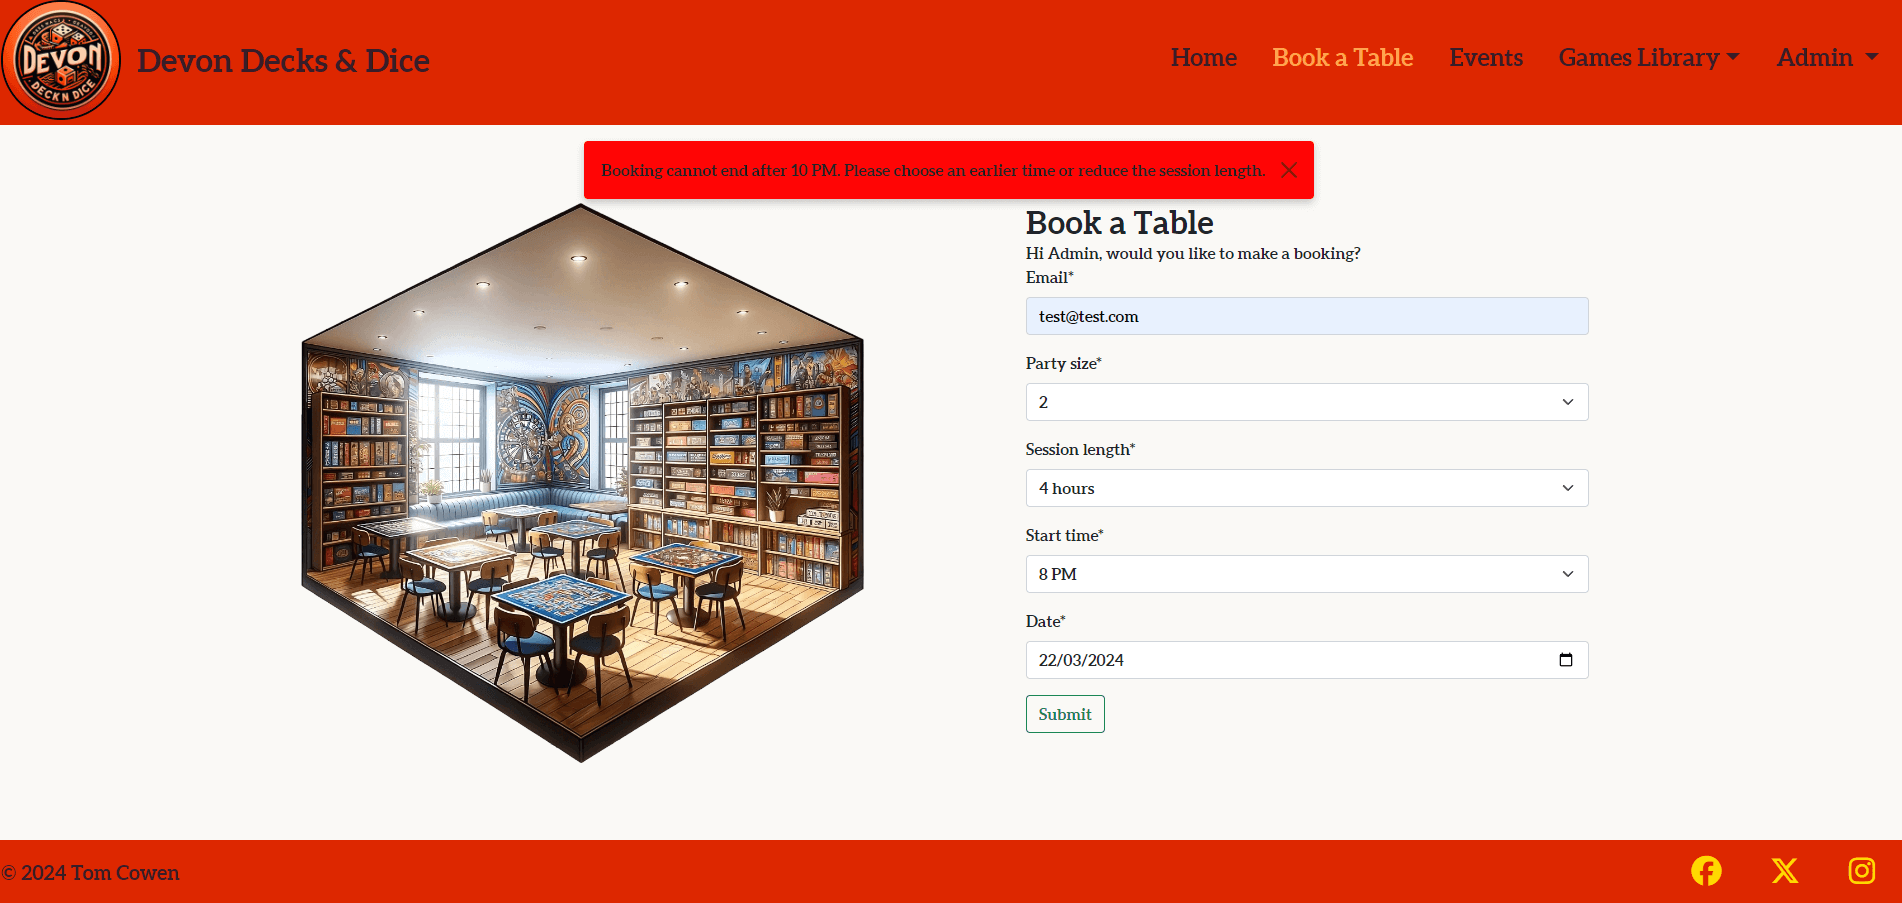 DEVON
DECK N DICE
Devon Decks & Dice
Home
Book a Table
Events
Games Library
Admin
Booking cannot end after 10 PM. Please choose an earlier time or reduce the session length.
Book a Table
Hi Admin, would you like to make a booking?
Email*
test@test.com
Party size*
2
Session length*
4 hours
Start time*
8 PM
Date*
22/03/2024
Submit
© 2024 Tom Cowen